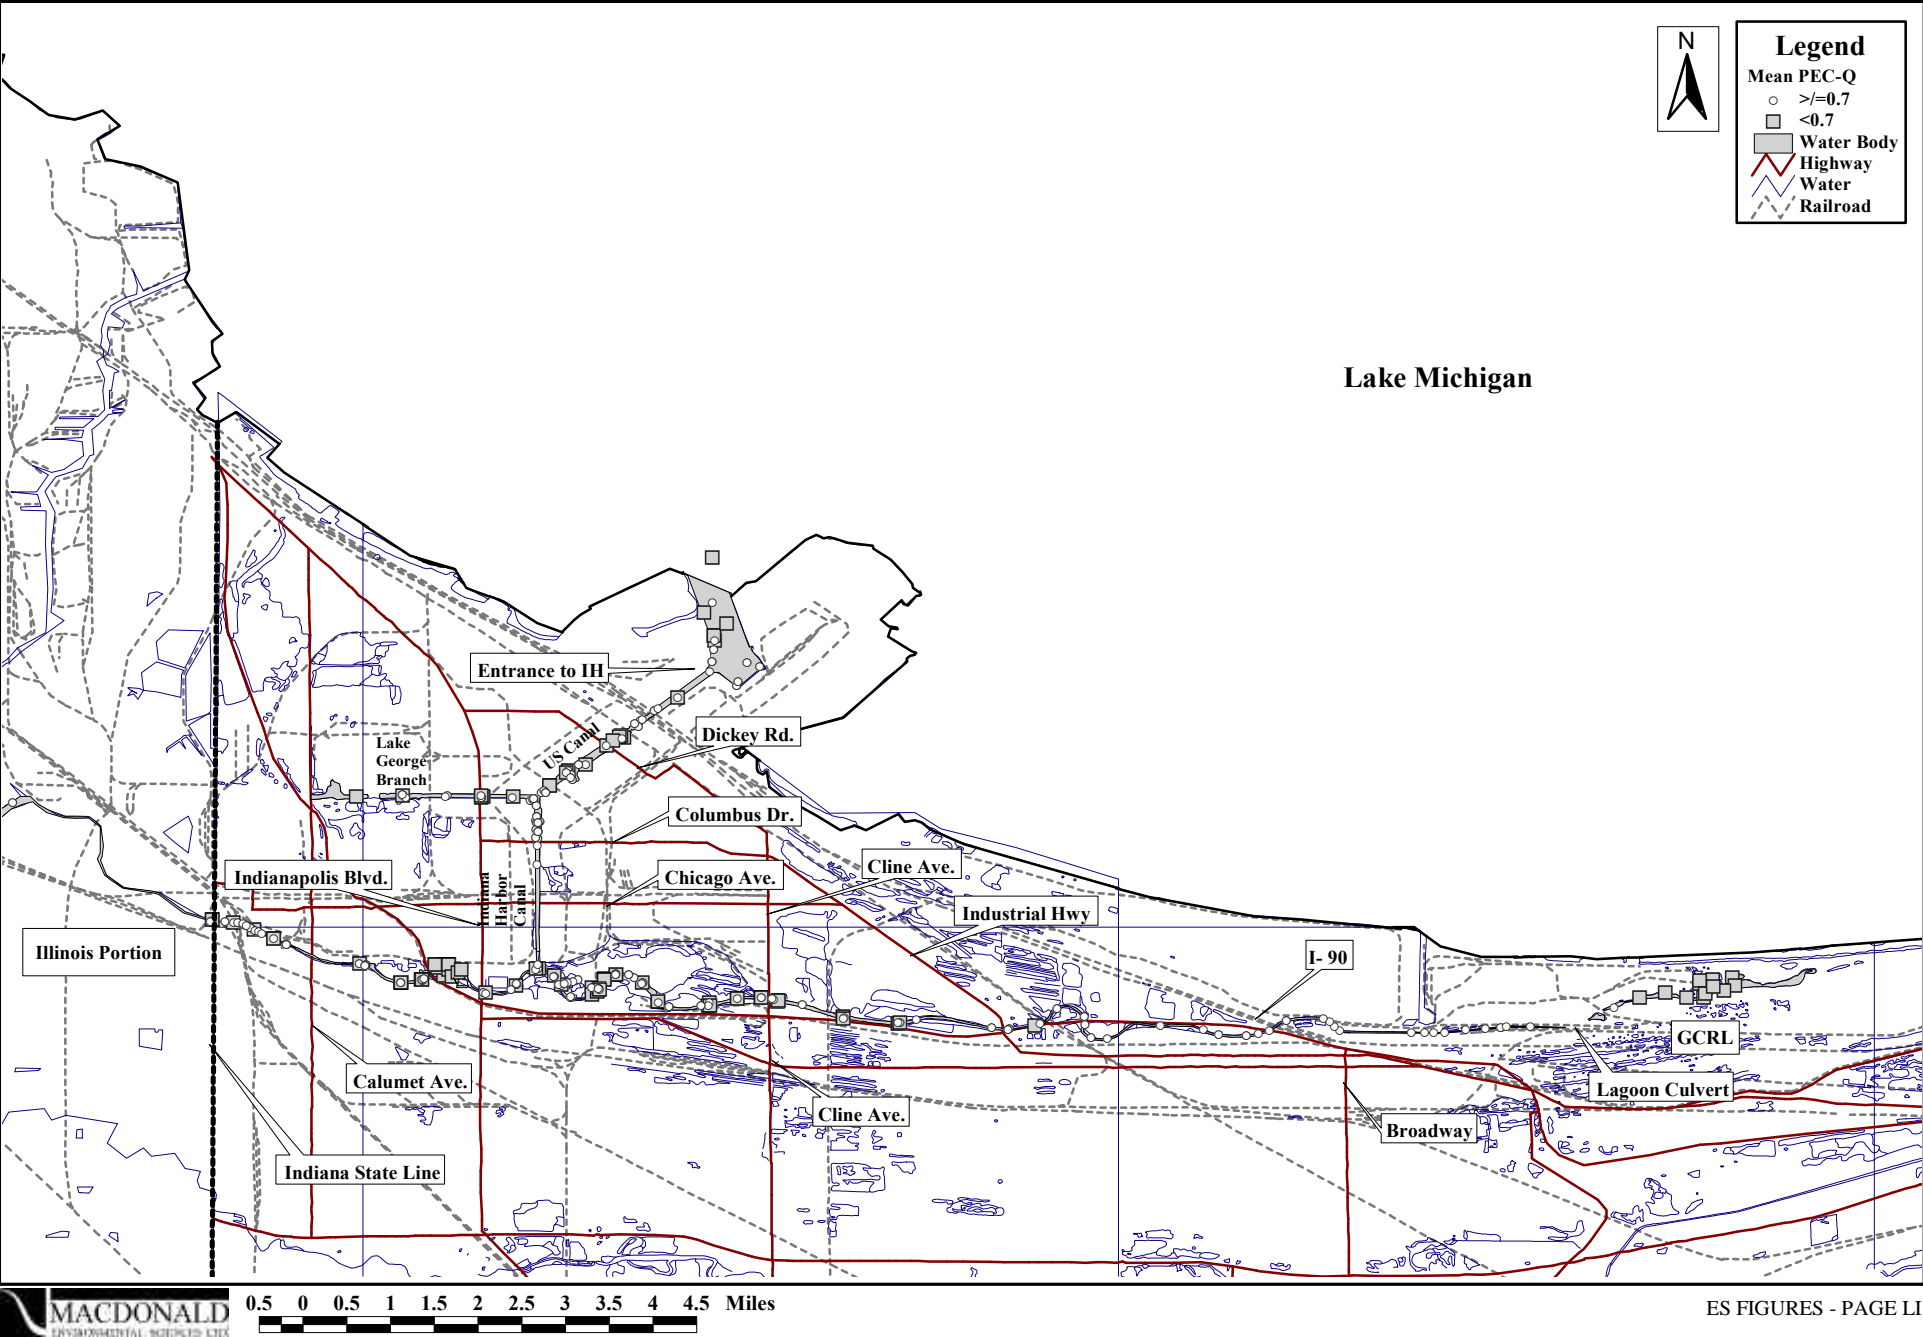 N
Legend
Mean PEC-Q
>/=0.7
<0.7
Water Body
Highway
Water
Railroad
Lake Michigan
Entrance to IH
US Canal
Dickey Rd.
Lake
George
Branch
Columbus Dr.
Indianapolis Blvd.
Indiana
Harbor
Canal
Chicago Ave.
Cline Ave.
Industrial Hwy
Illinois Portion
I- 90
GCRL
Calumet Ave.
Lagoon Culvert
Cline Ave.
Broadway
Indiana State Line
MACDONALD
ENVIRONMENTAL SCIENCES LTD
0.5 0 0.5 1 1.5 2 2.5 3 3.5 4 4.5 Miles
ES FIGURES - PAGE LI